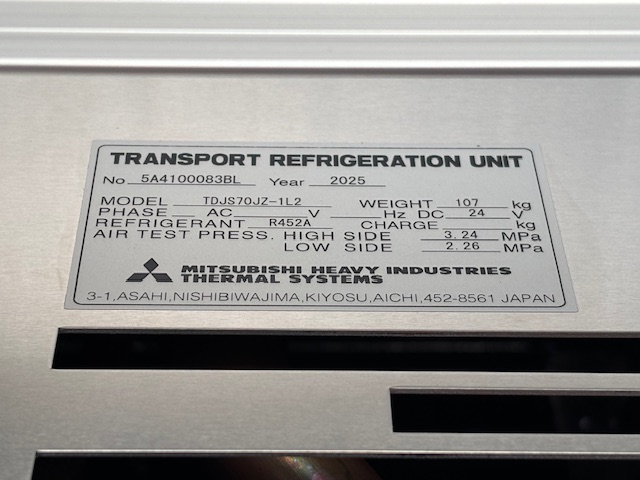 TRANSPORT REFRIGERATION UNIT
No. 5A4100083BL Year 2025
MODEL TDJS70JZ-1L2 WEIGHT 107 kg
PHASE AC V Hz DC 24 V
REFRIGERANT R452A CHARGE kg
AIR TEST PRESS. HIGH SIDE 3.24 MPa
LOW SIDE 2.26 MPa
MITSUBISHI HEAVY INDUSTRIES
THERMAL SYSTEMS
3-1,ASAHI,NISHIBIWAJIMA,KIYOSU,AICHI,452-8561 JAPAN